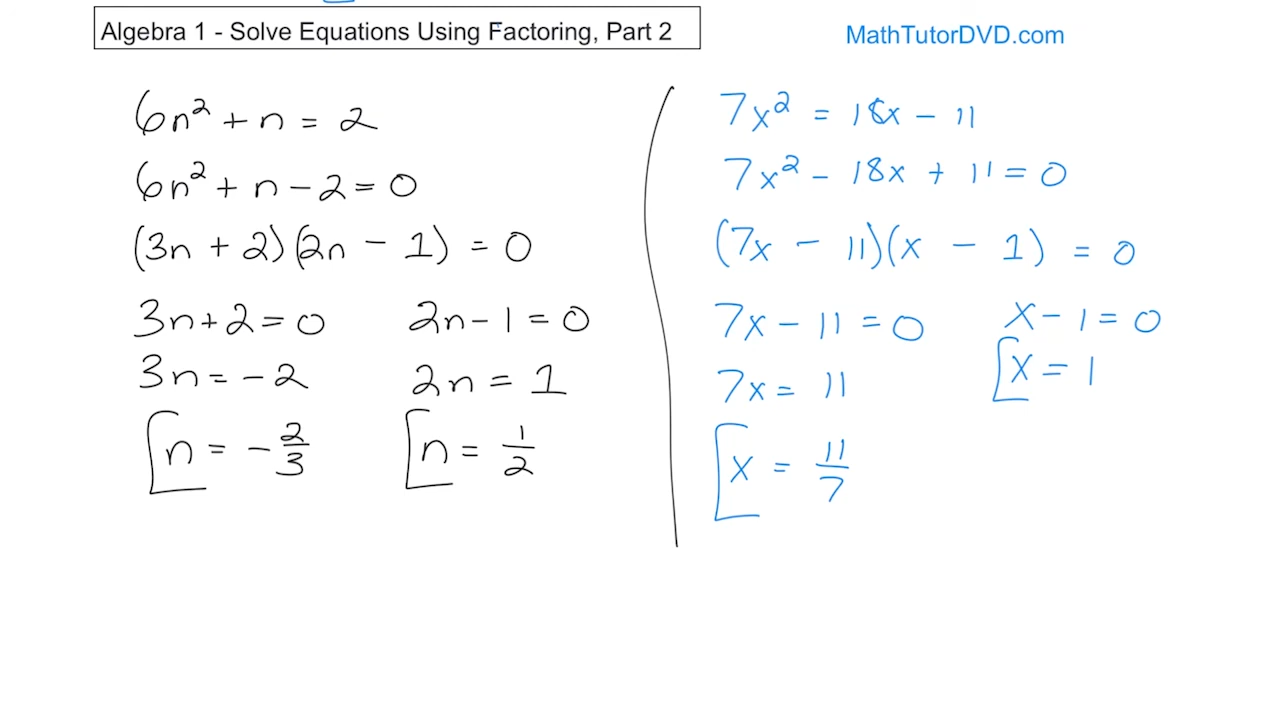 Algebra 1 - Solve Equations Using Factoring, Part 2
MathTutorDVD.com
6n² + n = 2
6n² + n - 2 = 0
(3n + 2)(2n - 1) = 0
3n + 2 = 0   2n - 1 = 0
3n = -2   2n = 1
n = -2/3   n = 1/2
7x² = 18x - 11
7x² - 18x + 11 = 0
(7x - 11)(x - 1) = 0
7x - 11 = 0   x - 1 = 0
7x = 11   x = 1
x = 11/7